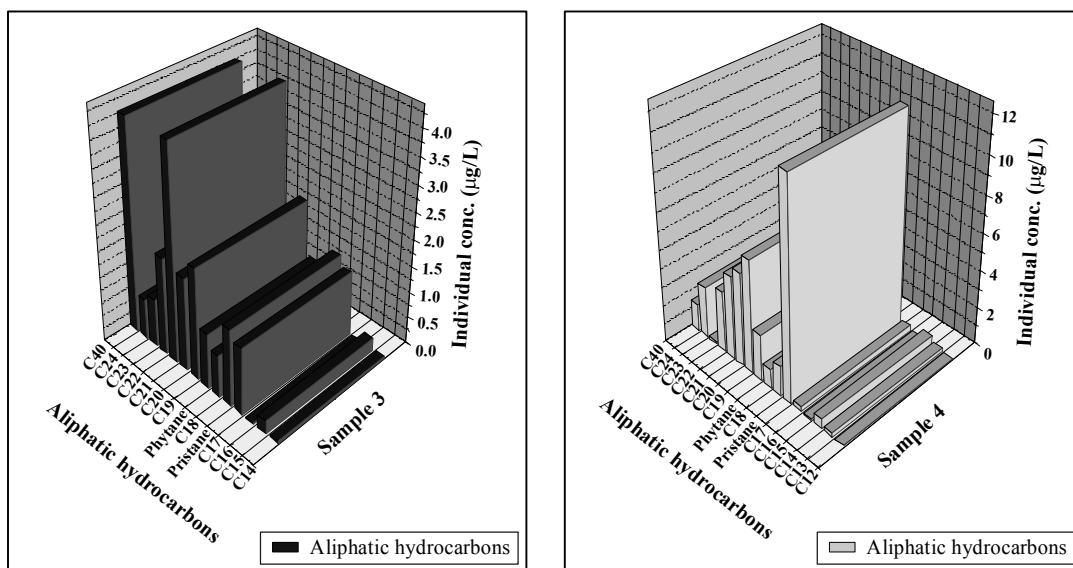 4.0
3.5
3.0
2.5
2.0
1.5
1.0
0.5
0.0
Individual conc. (µg/L)
C40
C24
C23
C22
C21
C20
C19
Phytane
C18
Pristane
C17
C16
C15
C14
Aliphatic hydrocarbons
Sample 3
Aliphatic hydrocarbons
12
10
8
6
4
2
0
Individual conc. (µg/L)
C40
C24
C23
C22
C21
C20
C19
Phytane
C18
Pristane
C17
C16
C15
C14
C13
C12
Aliphatic hydrocarbons
Sample 4
Aliphatic hydrocarbons